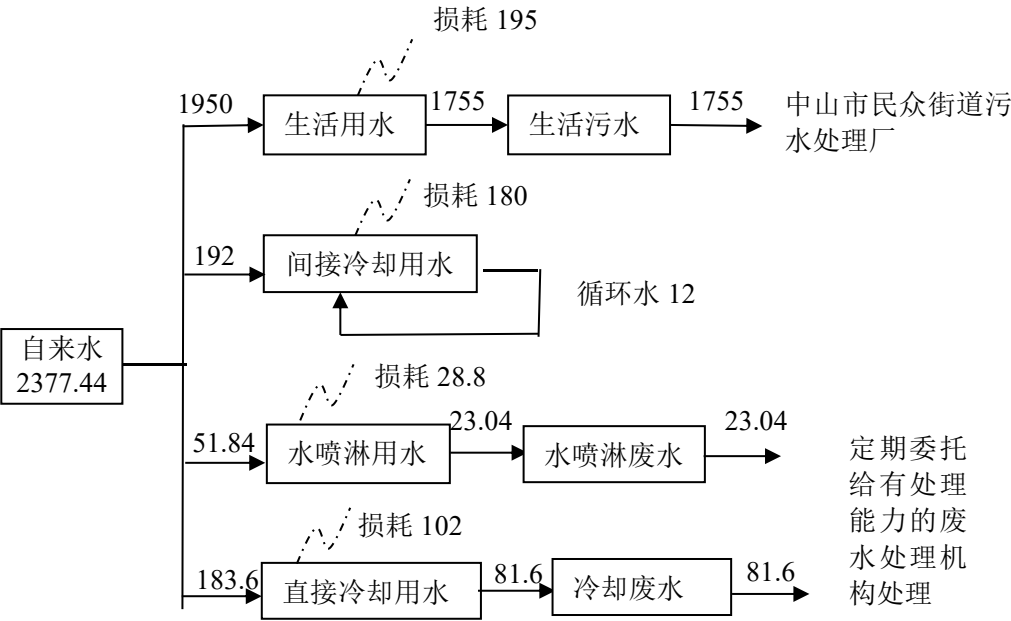 损耗 195
1950
生活用水
1755
生活污水
1755
中山市民众街道污
水处理厂
损耗 180
192
间接冷却用水
循环水 12
自来水
2377.44
损耗 28.8
51.84
水喷淋用水
23.04
水喷淋废水
23.04
定期委托
给有处理
能力的废
水处理机
构处理
损耗 102
183.6
直接冷却用水
81.6
冷却废水
81.6